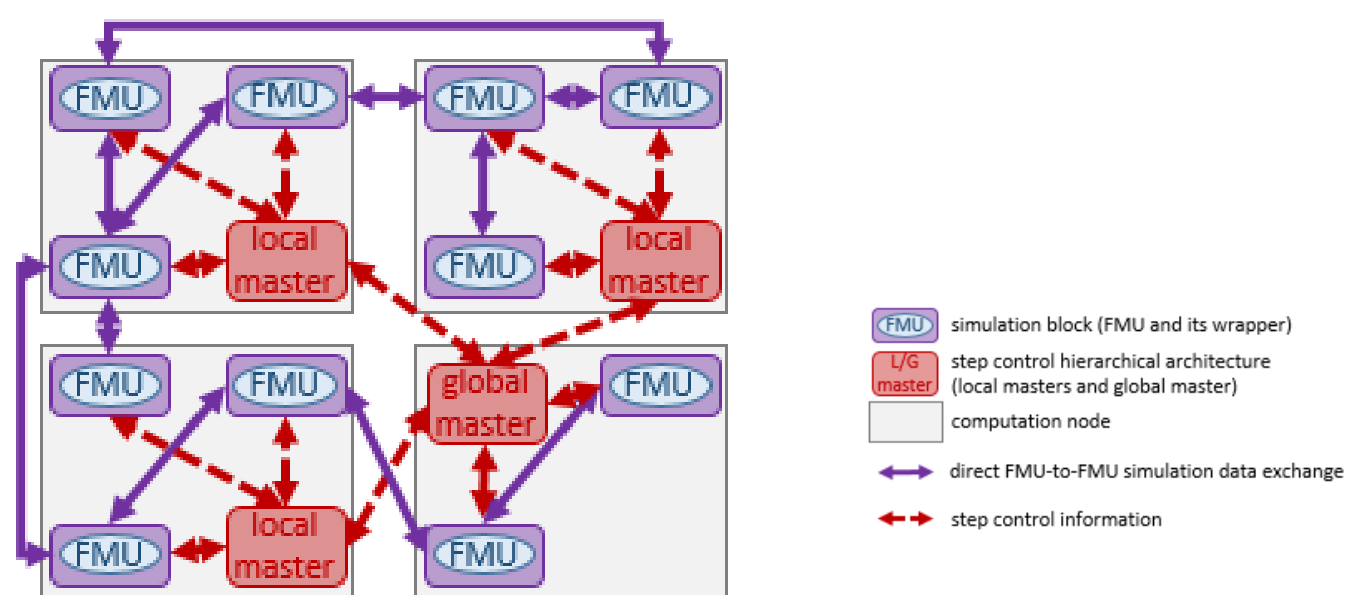 FMU
FMU
FMU
FMU
FMU
local
master
FMU
local
master
FMU
FMU
global
master
FMU
FMU
local
master
FMU
FMU
simulation block (FMU and its wrapper)
L/G
master
step control hierarchical architecture
(local masters and global master)
computation node
direct FMU-to-FMU simulation data exchange
step control information